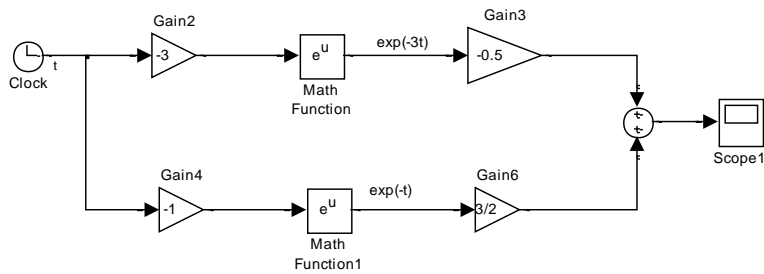 Gain2
-3
t
Clock
e^u
Math
Function
exp(-3t)
Gain3
-0.5
+
+
Scope1
Gain4
-1
e^u
Math
Function1
exp(-t)
Gain6
3/2